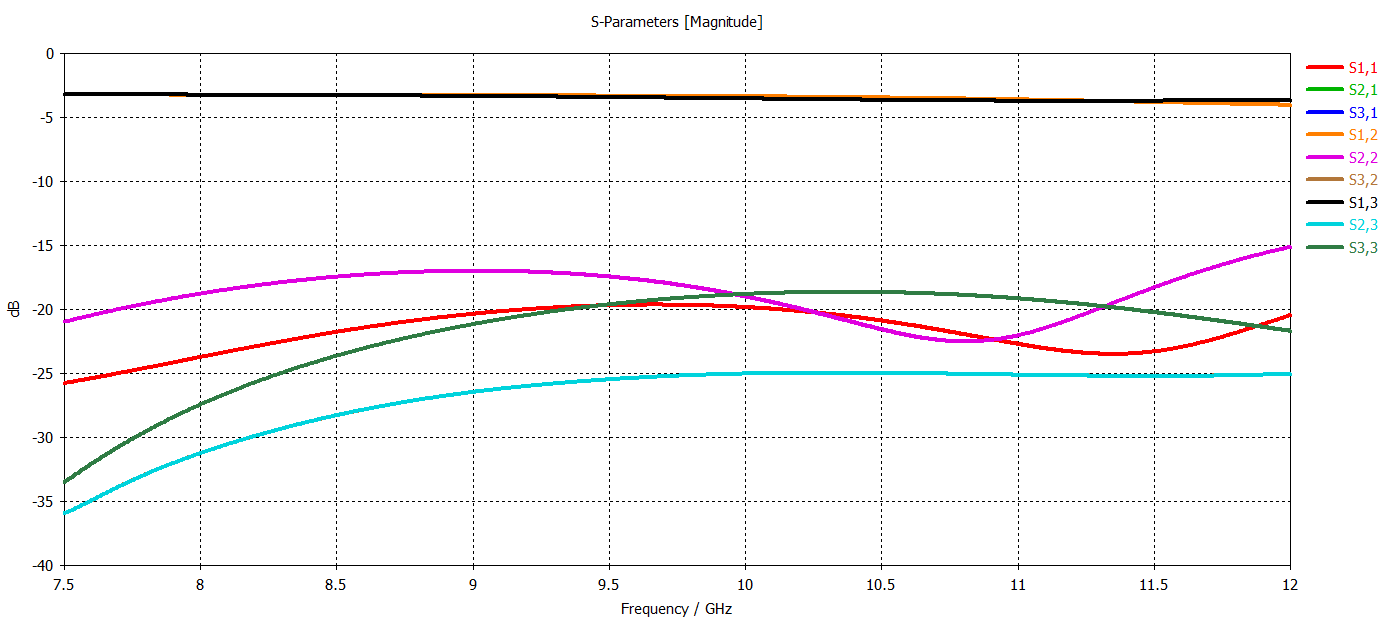 S-Parameters [Magnitude]
0
-5
-10
-15
-20
-25
-30
-35
-40
dB
7.5 8 8.5 9 9.5 10 10.5 11 11.5 12
Frequency / GHz
S1,1
S2,1
S3,1
S1,2
S2,2
S3,2
S1,3
S2,3
S3,3